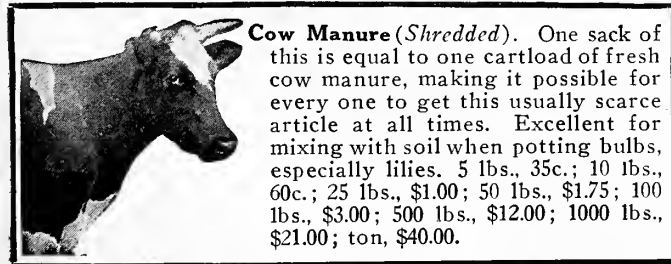 Cow Manure (Shredded). One sack of
this is equal to one cartload of fresh
cow manure, making it possible for
every one to get this usually scarce
article at all times. Excellent for
mixing with soil when potting bulbs,
especially lilies. 5 lbs., 35c.; 10 lbs.,
60c.; 25 lbs., $1.00; 50 lbs., $1.75; 100
lbs., $3.00; 500 lbs., $12.00; 1000 lbs.,
$21.00; ton, $40.00.